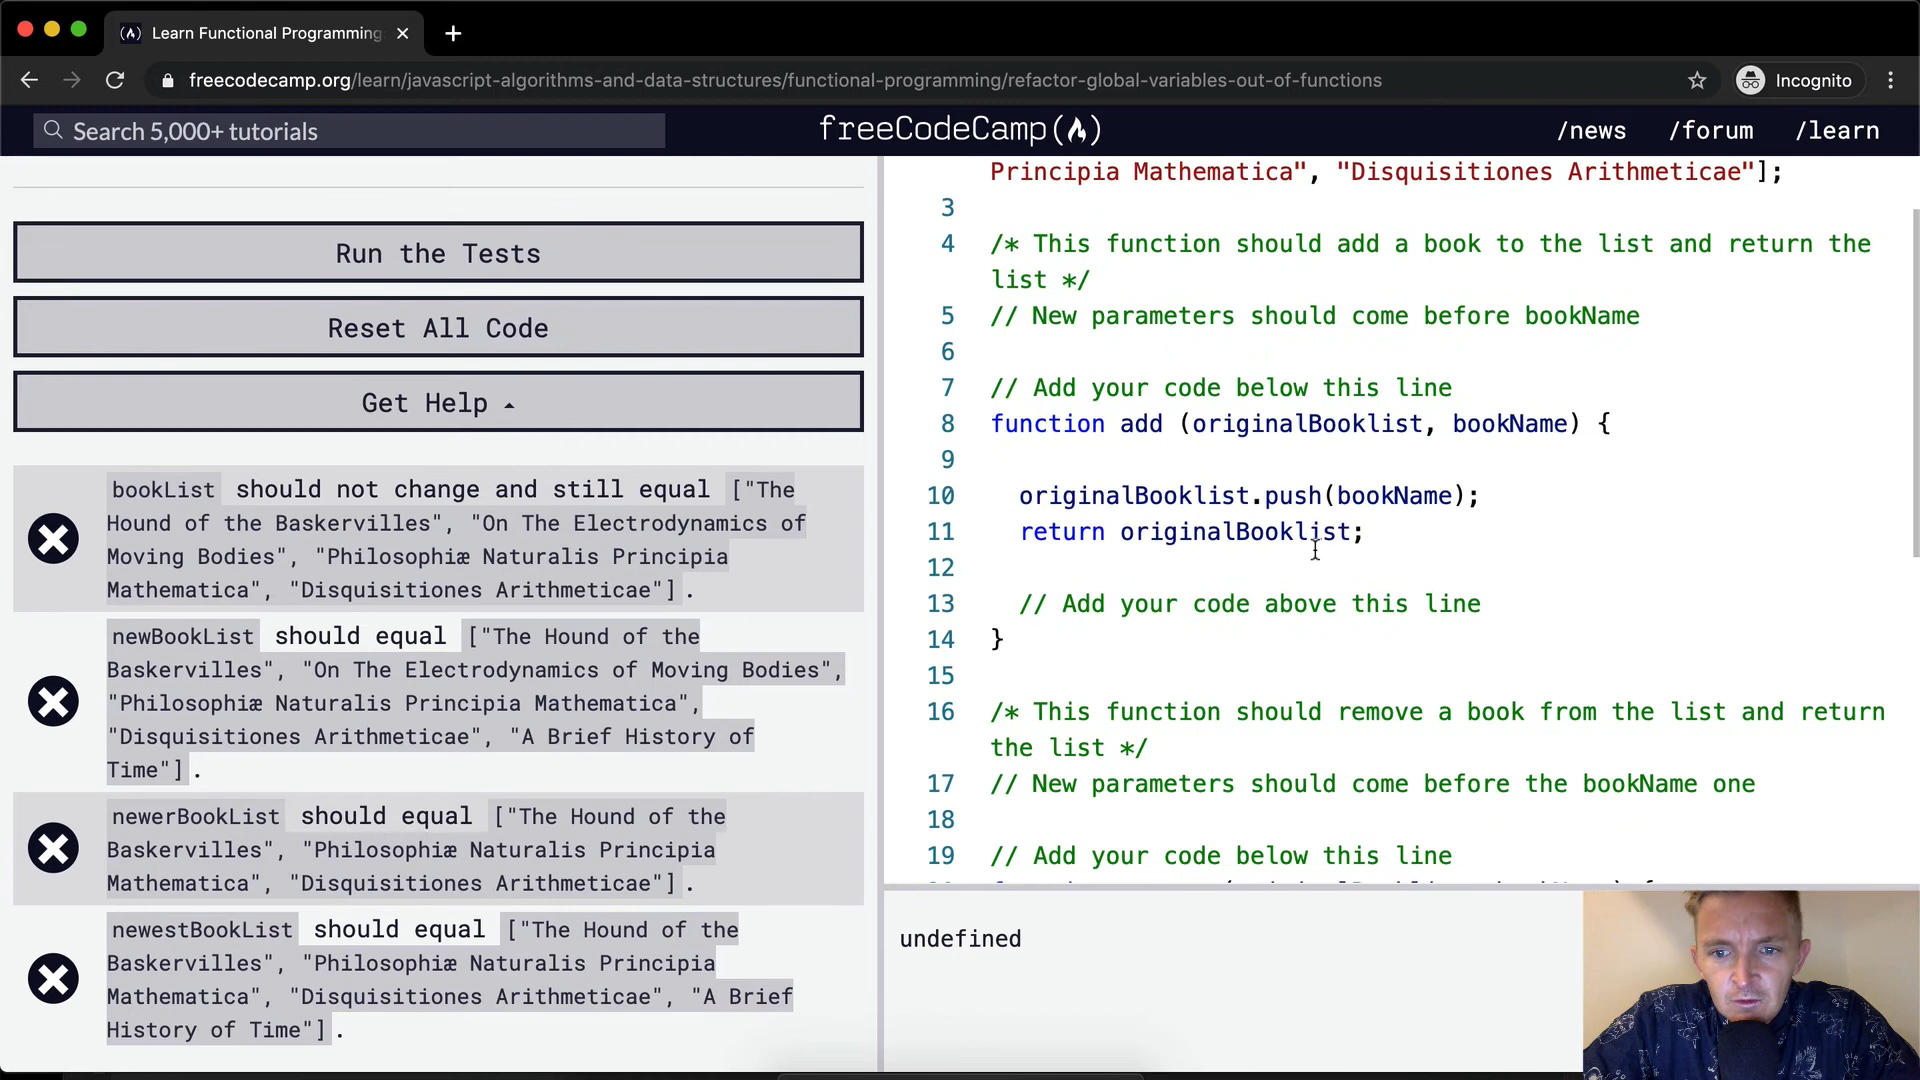 Learn Functional Programming
freecodecamp.org/learn/javascript-algorithms-and-data-structures/functional-programming/refactor-global-variables-out-of-functions
Incognito
Search 5,000+ tutorials
freeCodeCamp(🔥)
/news /forum /learn
Run the Tests
Reset All Code
Get Help
bookList should not change and still equal ["The
Hound of the Baskervilles", "On The Electrodynamics of
Moving Bodies", "Philosophiæ Naturalis Principia
Mathematica", "Disquisitiones Arithmeticae"].
newBookList should equal ["The Hound of the
Baskervilles", "On The Electrodynamics of Moving Bodies",
"Philosophiæ Naturalis Principia Mathematica",
"Disquisitiones Arithmeticae", "A Brief History of
Time"].
newerBookList should equal ["The Hound of the
Baskervilles", "Philosophiæ Naturalis Principia
Mathematica", "Disquisitiones Arithmeticae"].
newestBookList should equal ["The Hound of the
Baskervilles", "Philosophiæ Naturalis Principia
Mathematica", "Disquisitiones Arithmeticae", "A Brief
History of Time"].
Principia Mathematica", "Disquisitiones Arithmeticae"];
3
4 /* This function should add a book to the list and return the
list */
5 // New parameters should come before bookName
6
7 // Add your code below this line
8 function add (originalBooklist, bookName) {
9
10 originalBooklist.push(bookName);
11 return originalBooklist;
12
13 // Add your code above this line
14 }
15
16 /* This function should remove a book from the list and return
the list */
17 // New parameters should come before the bookName one
18
19 // Add your code below this line
undefined